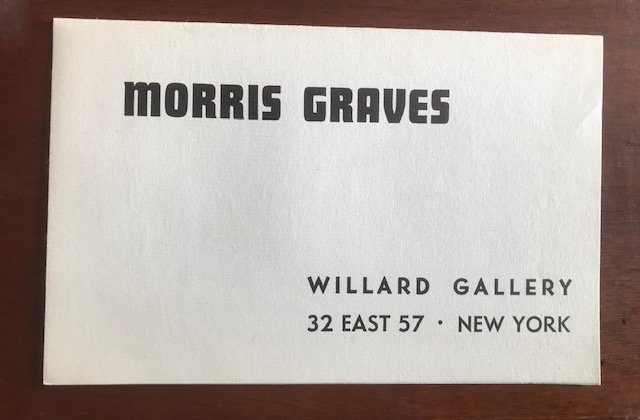 MORRIS GRAVES
WILLARD GALLERY
32 EAST 57 · NEW YORK